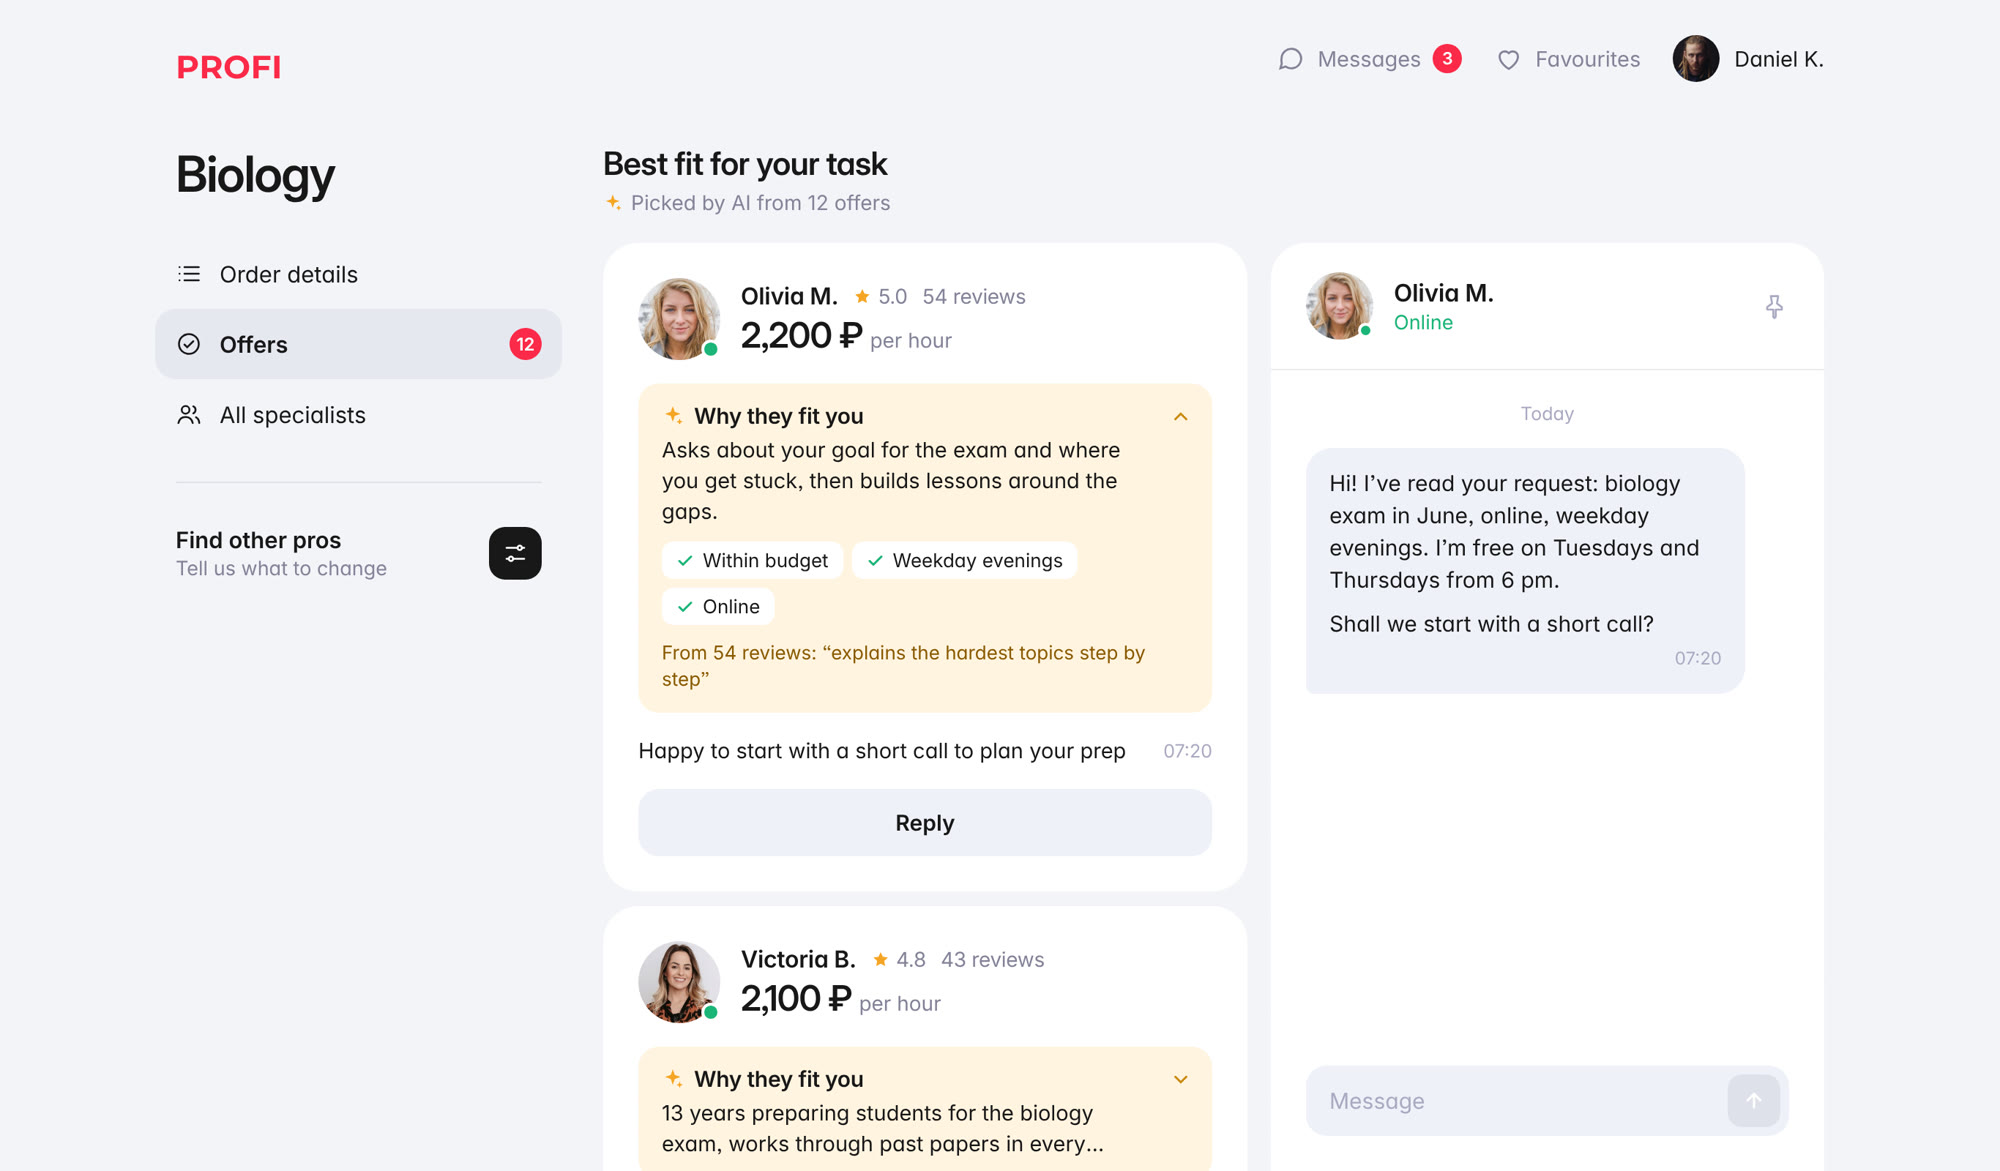 PROFI
Messages 3
Favourites
Daniel K.
Biology
Order details
Offers 12
All specialists
Find other pros
Tell us what to change
Best fit for your task
Picked by AI from 12 offers
Olivia M. 5.0 54 reviews
2,200 ₽ per hour
Why they fit you
Asks about your goal for the exam and where
you get stuck, then builds lessons around the
gaps.
Within budget
Weekday evenings
Online
From 54 reviews: “explains the hardest topics step by
step”
Happy to start with a short call to plan your prep 07:20
Reply
Victoria B. 4.8 43 reviews
2,100 ₽ per hour
Why they fit you
13 years preparing students for the biology
exam, works through past papers in every...
Olivia M.
Online
Today
Hi! I’ve read your request: biology
exam in June, online, weekday
evenings. I’m free on Tuesdays and
Thursdays from 6 pm.
Shall we start with a short call?
07:20
Message